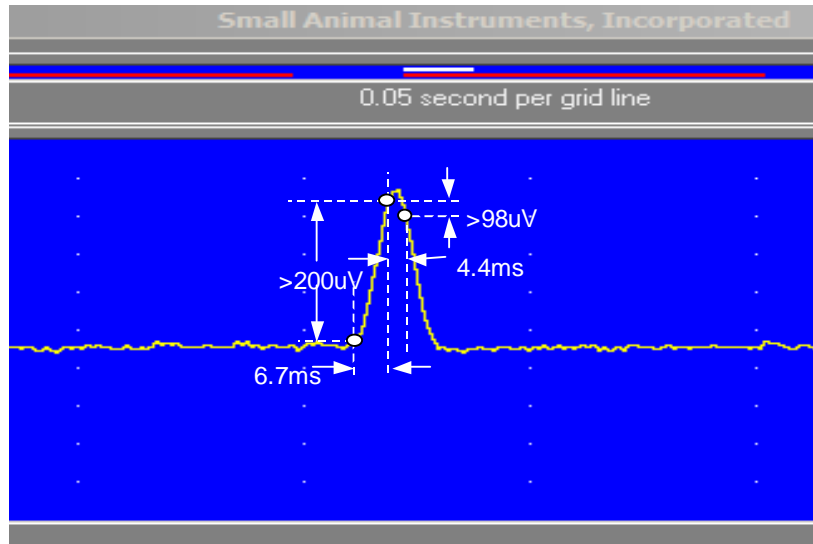 Small Animal Instruments, Incorporated
0.05 second per grid line
>98uV
4.4ms
>200uV
6.7ms